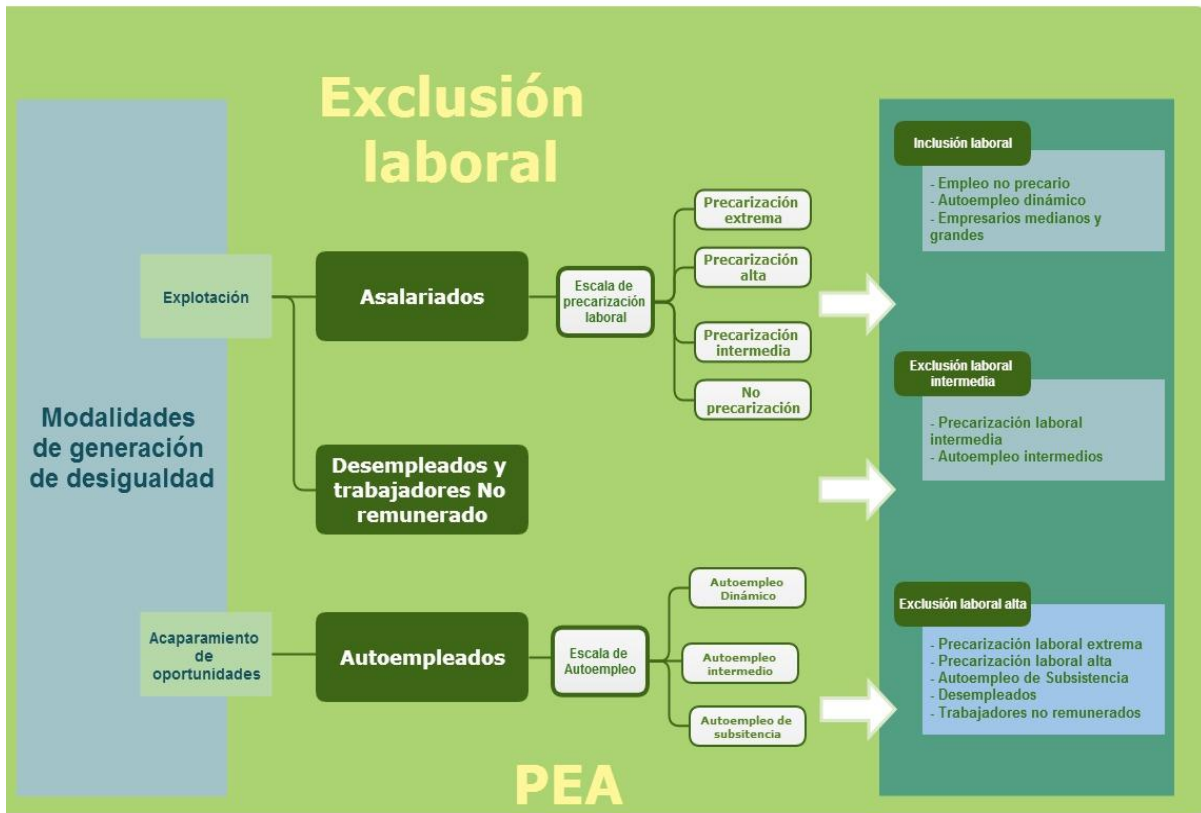 Exclusión
laboral
Modalidades
de generación
de desigualdad
Explotación
Asalariados
Escala de
precarización
laboral
Precarización
extrema
Precarización
alta
Precarización
intermedia
No
precarización
Desempleados y
trabajadores No
remunerado
Acaparamiento
de
oportunidades
Autoempleados
Escala de
Autoempleo
Autoempleo
Dinámico
Autoempleo
intermedio
Autoempleo de
subsitencia
Inclusión laboral
- Empleo no precario
- Autoempleo dinámico
- Empresarios medianos y
grandes
Exclusión laboral
intermedia
- Precarización laboral
intermedia
- Autoempleo intermedios
Exclusión laboral alta
- Precarización laboral extrema
- Precarización laboral alta
- Autoempleo de Subsistencia
- Desempleados
- Trabajadores no remunerados
PEA